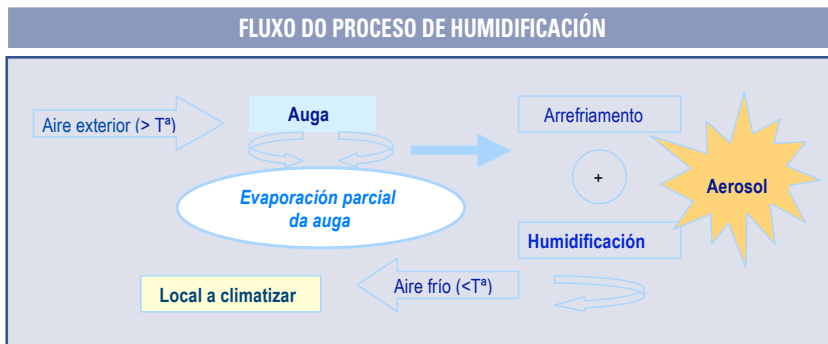 FLUXO DO PROCESO DE HUMIDIFICACIÓN
Aire exterior (> Tª)
Auga
Evaporación parcial
da auga
Arrefriamento
+
Humidificación
Aerosol
Aire frío (<Tª)
Local a climatizar